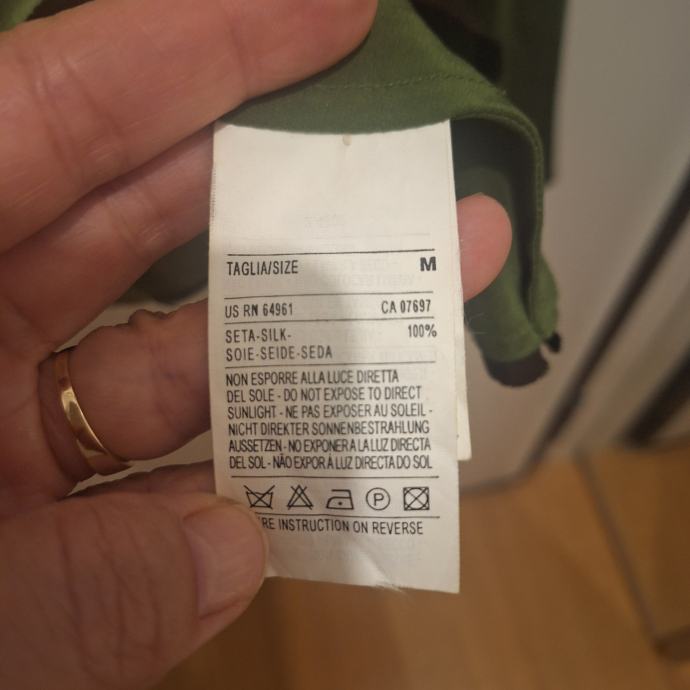 TAGLIA/SIZE M
US RN 64961 CA 07697
SETA-SILK- 100%
SOIE-SEIDE-SEDA
NON ESPORRE ALLA LUCE DIRETTA
DEL SOLE - DO NOT EXPOSE TO DIRECT
SUNLIGHT - NE PAS EXPOSER AU SOLEIL -
NICHT DIREKTER SONNENBESTRAHLUNG
AUSSETZEN - NO EXPONER A LA LUZ DIRECTA
DEL SOL - NÃO EXPOR À LUZ DIRECTA DO SOL
P
INSTRUCTION ON REVERSE